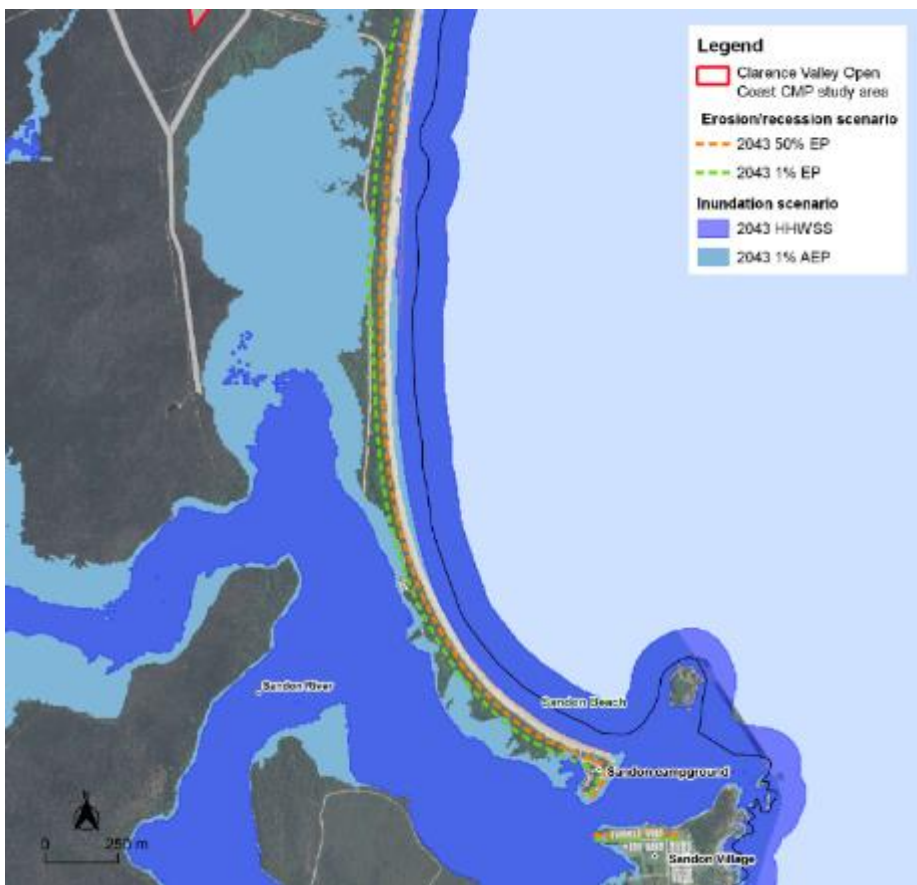 Legend
Clarence Valley Open
Coast CMP study area
Erosion/recession scenario
2043 50% EP
2043 1% EP
Inundation scenario
2043 HHWSS
2043 1% AEP
Sandon River
Sandon Beach
Sandon campground
Sandon Village
0 250 m